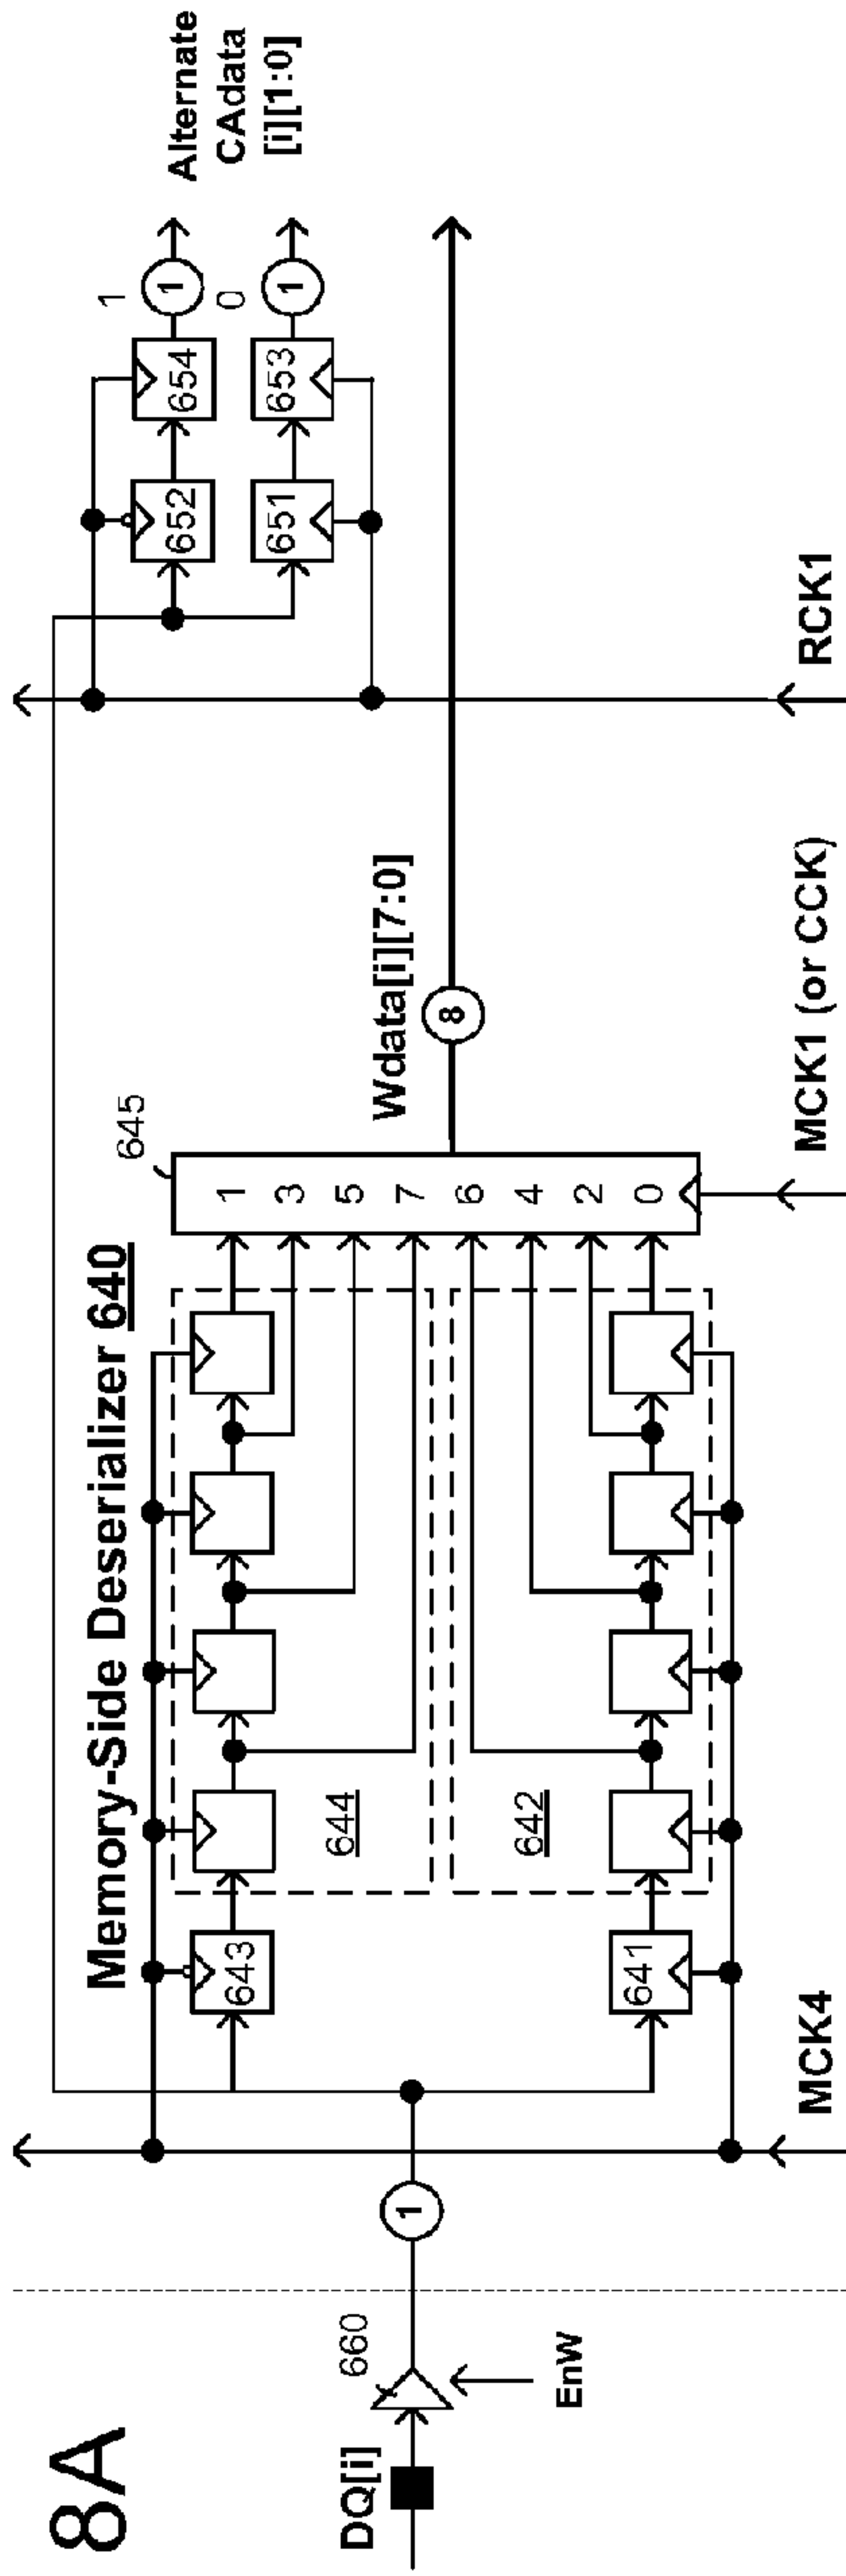 8A
Memory-Side Deserializer 640
DQ[i]
660
EnW
1
MCK4
643
641
644
642
645
1
3
5
7
6
4
2
0
MCK1 (or CCK)
Wdata[i][7:0]
8
RCK1
652
654
651
653
1
1
0
1
Alternate
CAdata
[i][1:0]